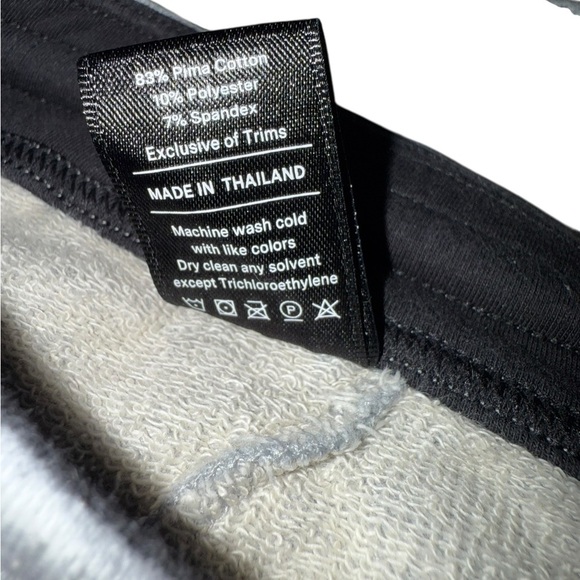 83% Pima Cotton
10% Polyester
7% Spandex
Exclusive of Trims
MADE IN THAILAND
Machine wash cold
with like colors
Dry clean any solvent
except Trichloroethylene
P